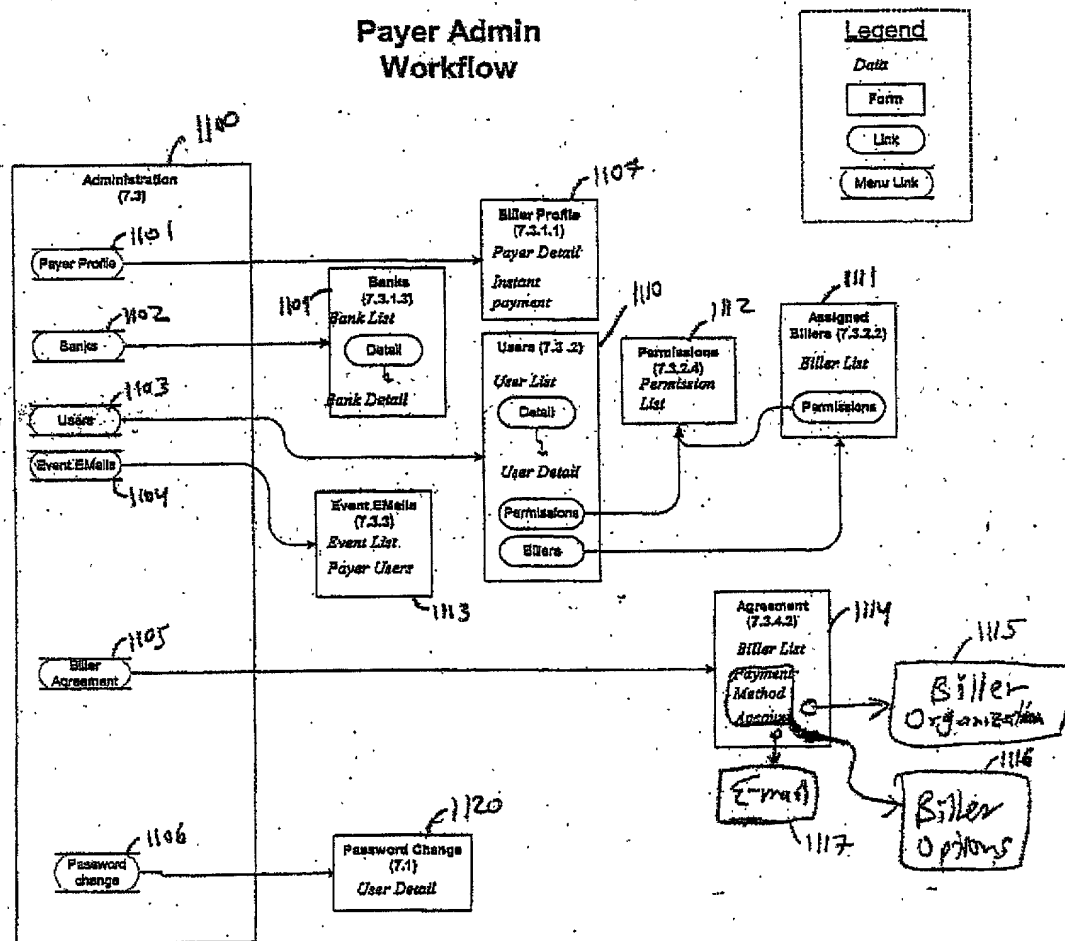 Payer Admin
Workflow
Legend
Data
Form
Link
Menu Link
1100
Administration
(7.3)
1101
Payer Profile
1102
Banks
1103
Users
Event EMails
1104
1105
Biller
Agreement
1106
Password
change
1107
Biller Profile
(7.3.1.1)
Payer Detail
Instant
payment
1109
Banks
(7.3.1.3)
Bank List
Detail
Bank Detail
1110
Users (7.3.2)
User List
Detail
User Detail
Permissions
Billers
1112
Permissions
(7.3.2.4)
Permission
List
1111
Assigned
Billers (7.3.2.2)
Biller List
Permissions
Event EMails
(7.3.3)
Event List
Payer Users
1113
Agreement
(7.3.4.2)
1114
Biller List
Payment
Method
1115
Biller
Organization
1116
Biller
Options
E-mail
1117
1120
Password Change
(7.1)
User Detail